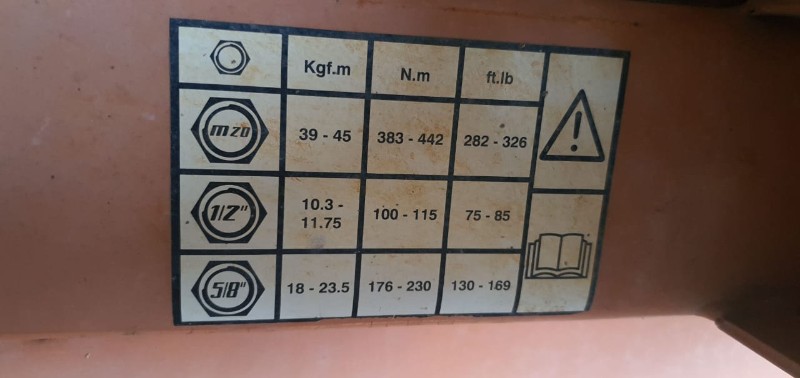 Kgf.m N.m ft.lb
m20 39 - 45 383 - 442 282 - 326
1/2" 10.3 - 11.75 100 - 115 75 - 85
5/8" 18 - 23.5 176 - 230 130 - 169